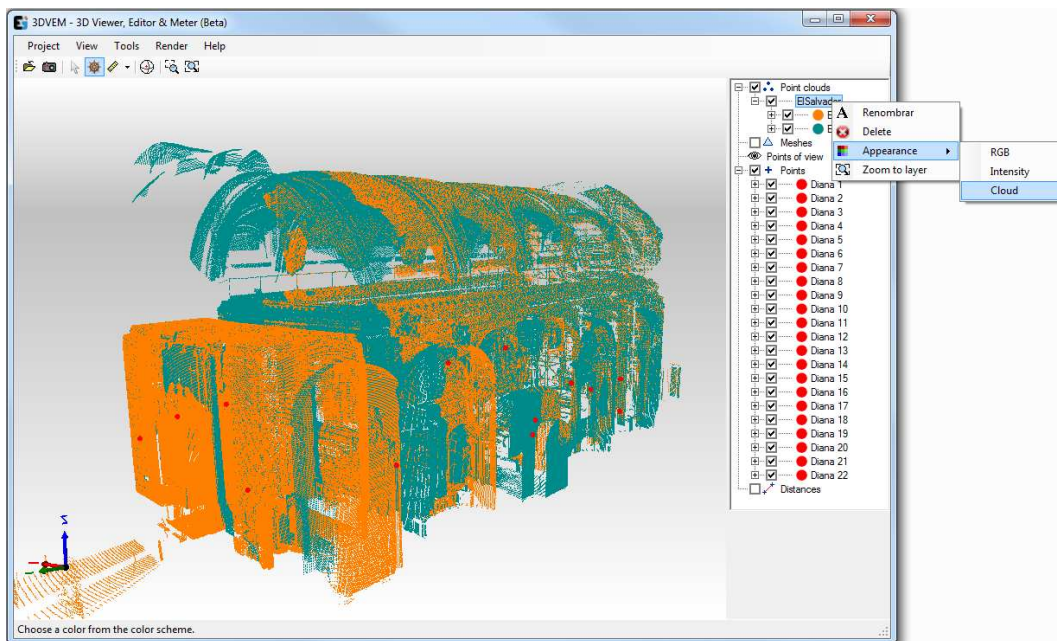 3DVEM - 3D Viewer, Editor & Meter (Beta)
Project View Tools Render Help
Point clouds
ElSalvador
Renombrar
Delete
Appearance
Zoom to layer
RGB
Intensity
Cloud
Meshes
Points of view
Points
Diana 1
Diana 2
Diana 3
Diana 4
Diana 5
Diana 6
Diana 7
Diana 8
Diana 9
Diana 10
Diana 11
Diana 12
Diana 13
Diana 14
Diana 15
Diana 16
Diana 17
Diana 18
Diana 19
Diana 20
Diana 21
Diana 22
Distances
Choose a color from the color scheme.